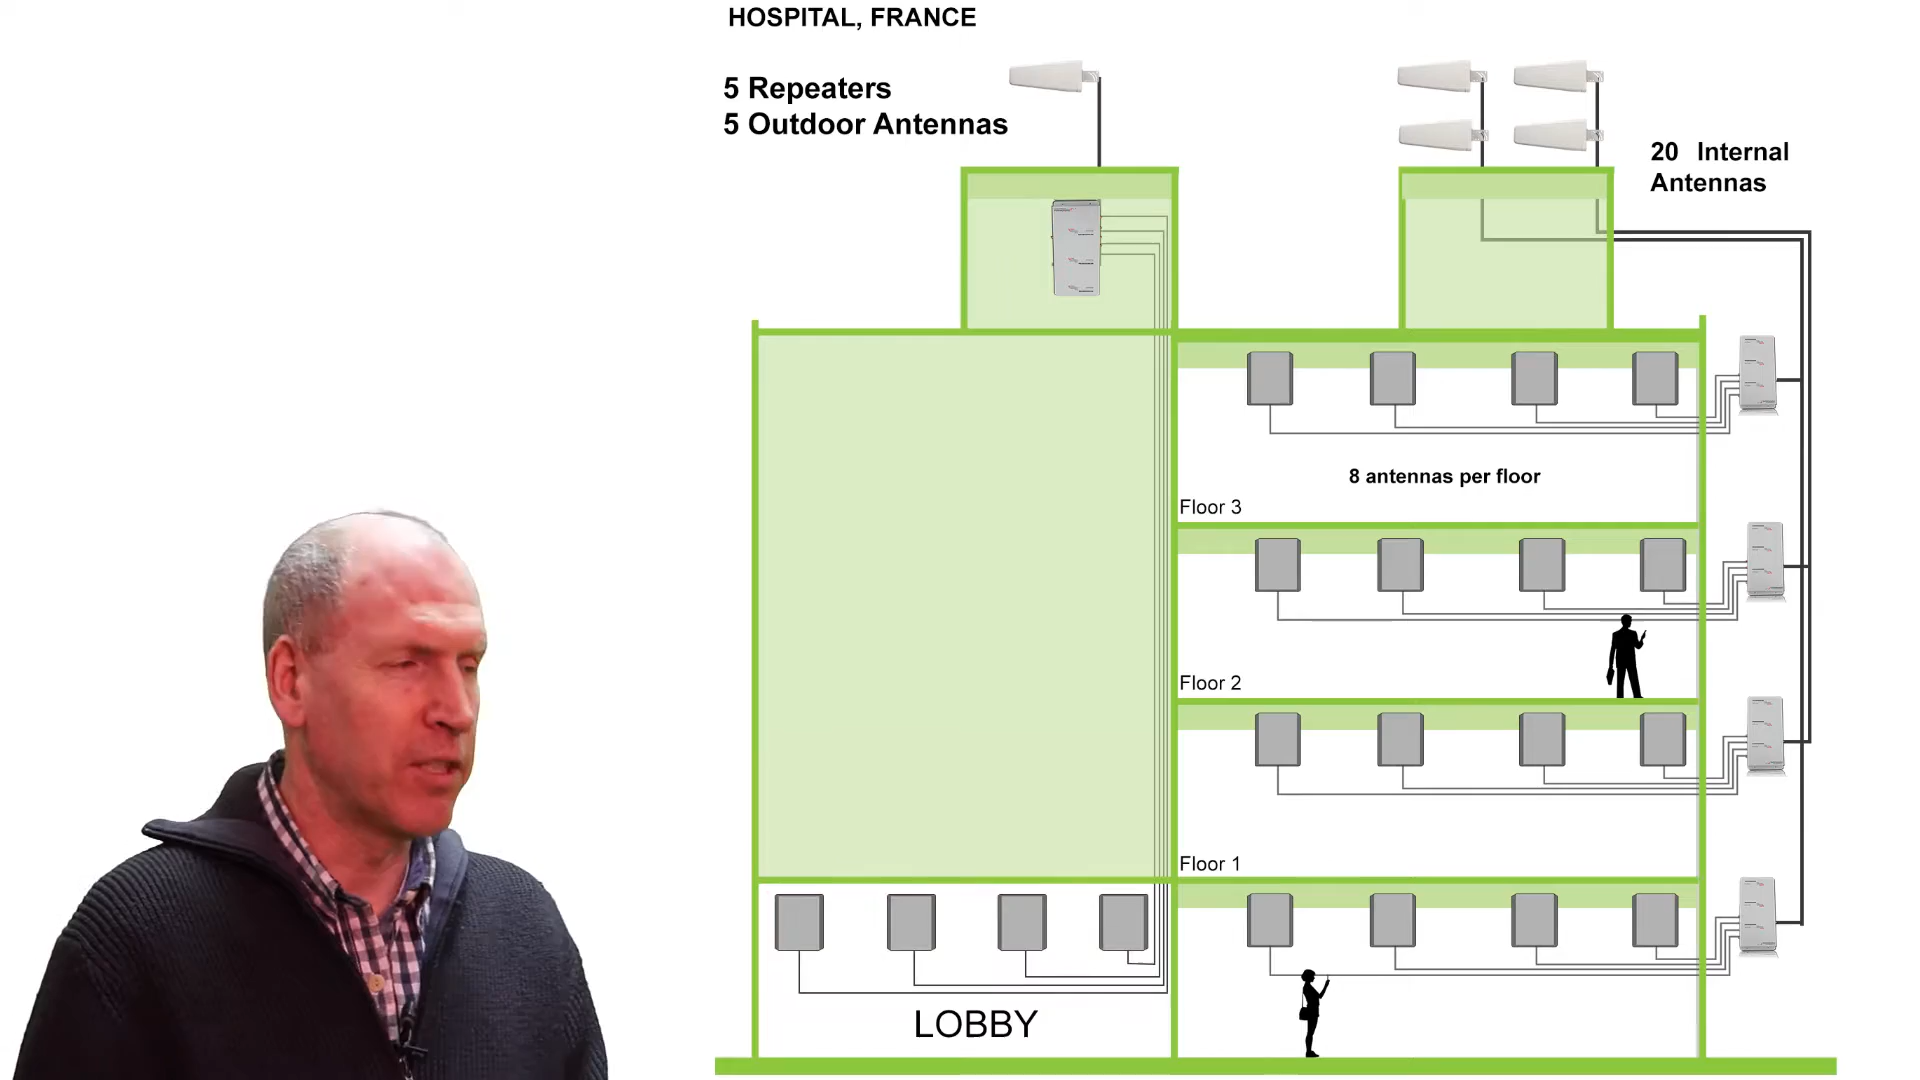 HOSPITAL, FRANCE
5 Repeaters
5 Outdoor Antennas
20 Internal
Antennas
8 antennas per floor
Floor 3
Floor 2
Floor 1
LOBBY